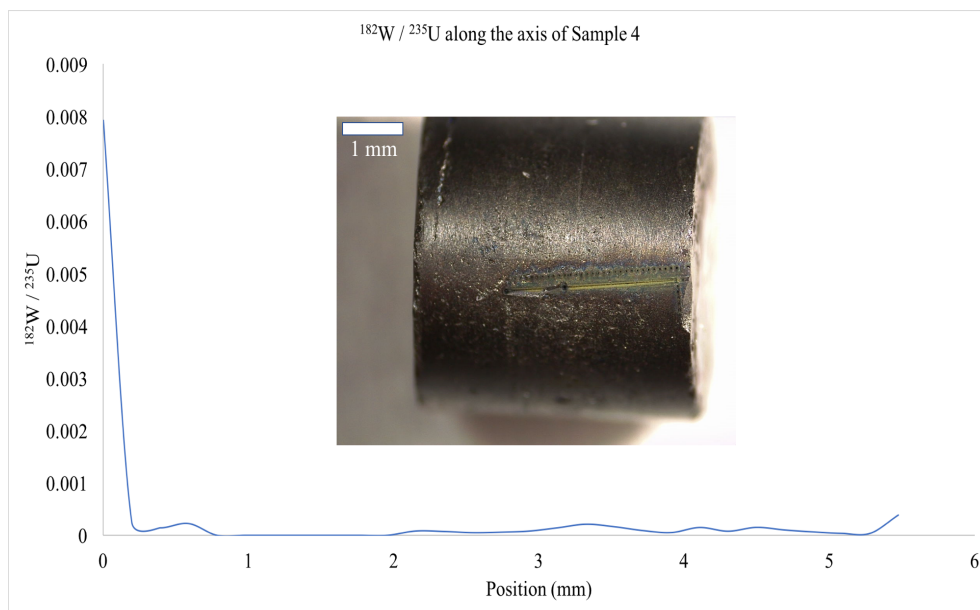 ¹⁸²W / ²³⁵U along the axis of Sample 4
0.009
0.008
0.007
0.006
0.005
0.004
0.003
0.002
0.001
0
¹⁸²W / ²³⁵U
1 mm
0 1 2 3 4 5 6
Position (mm)